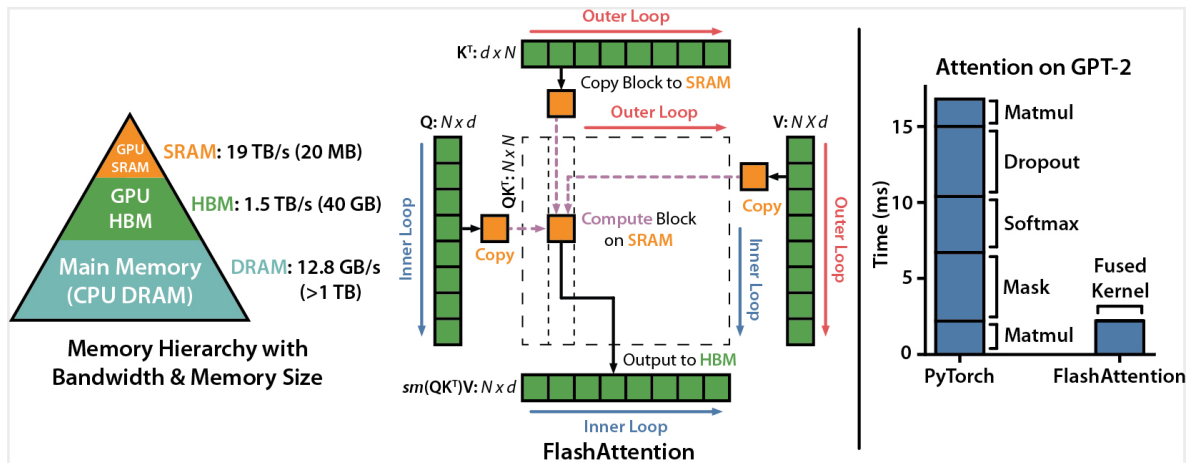 GPU
SRAM
GPU
HBM
Main Memory
(CPU DRAM)
SRAM: 19 TB/s (20 MB)
HBM: 1.5 TB/s (40 GB)
DRAM: 12.8 GB/s
(>1 TB)
Memory Hierarchy with
Bandwidth & Memory Size
Outer Loop
Kᵀ: d x N
Copy Block to SRAM
Q: N x d
Outer Loop
V: N X d
QKᵀ: N x N
Inner Loop
Copy
Compute Block
on SRAM
Copy
Inner Loop
Outer Loop
Output to HBM
sm(QKᵀ)V: N x d
Inner Loop
FlashAttention
Attention on GPT-2
Time (ms)
15
10
5
0
Matmul
Dropout
Softmax
Mask
Matmul
Fused
Kernel
PyTorch
FlashAttention